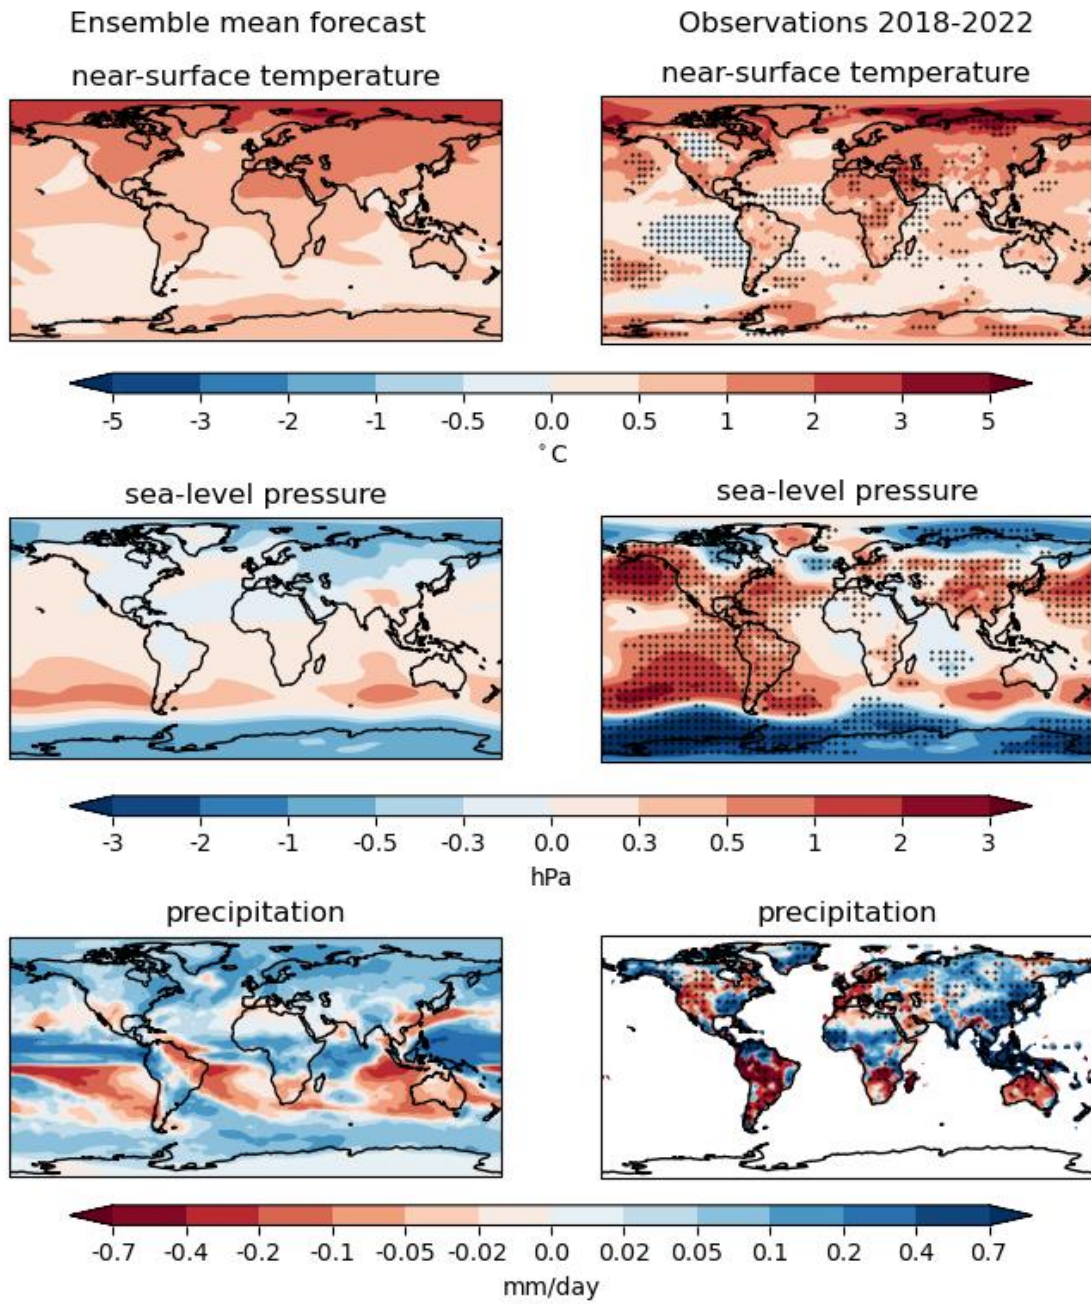 Ensemble mean forecast
Observations 2018-2022
near-surface temperature
near-surface temperature
-5 -3 -2 -1 -0.5 0.0 0.5 1 2 3 5
°C
sea-level pressure
sea-level pressure
-3 -2 -1 -0.5 -0.3 0.0 0.3 0.5 1 2 3
hPa
precipitation
precipitation
-0.7 -0.4 -0.2 -0.1 -0.05 -0.02 0.0 0.02 0.05 0.1 0.2 0.4 0.7
mm/day